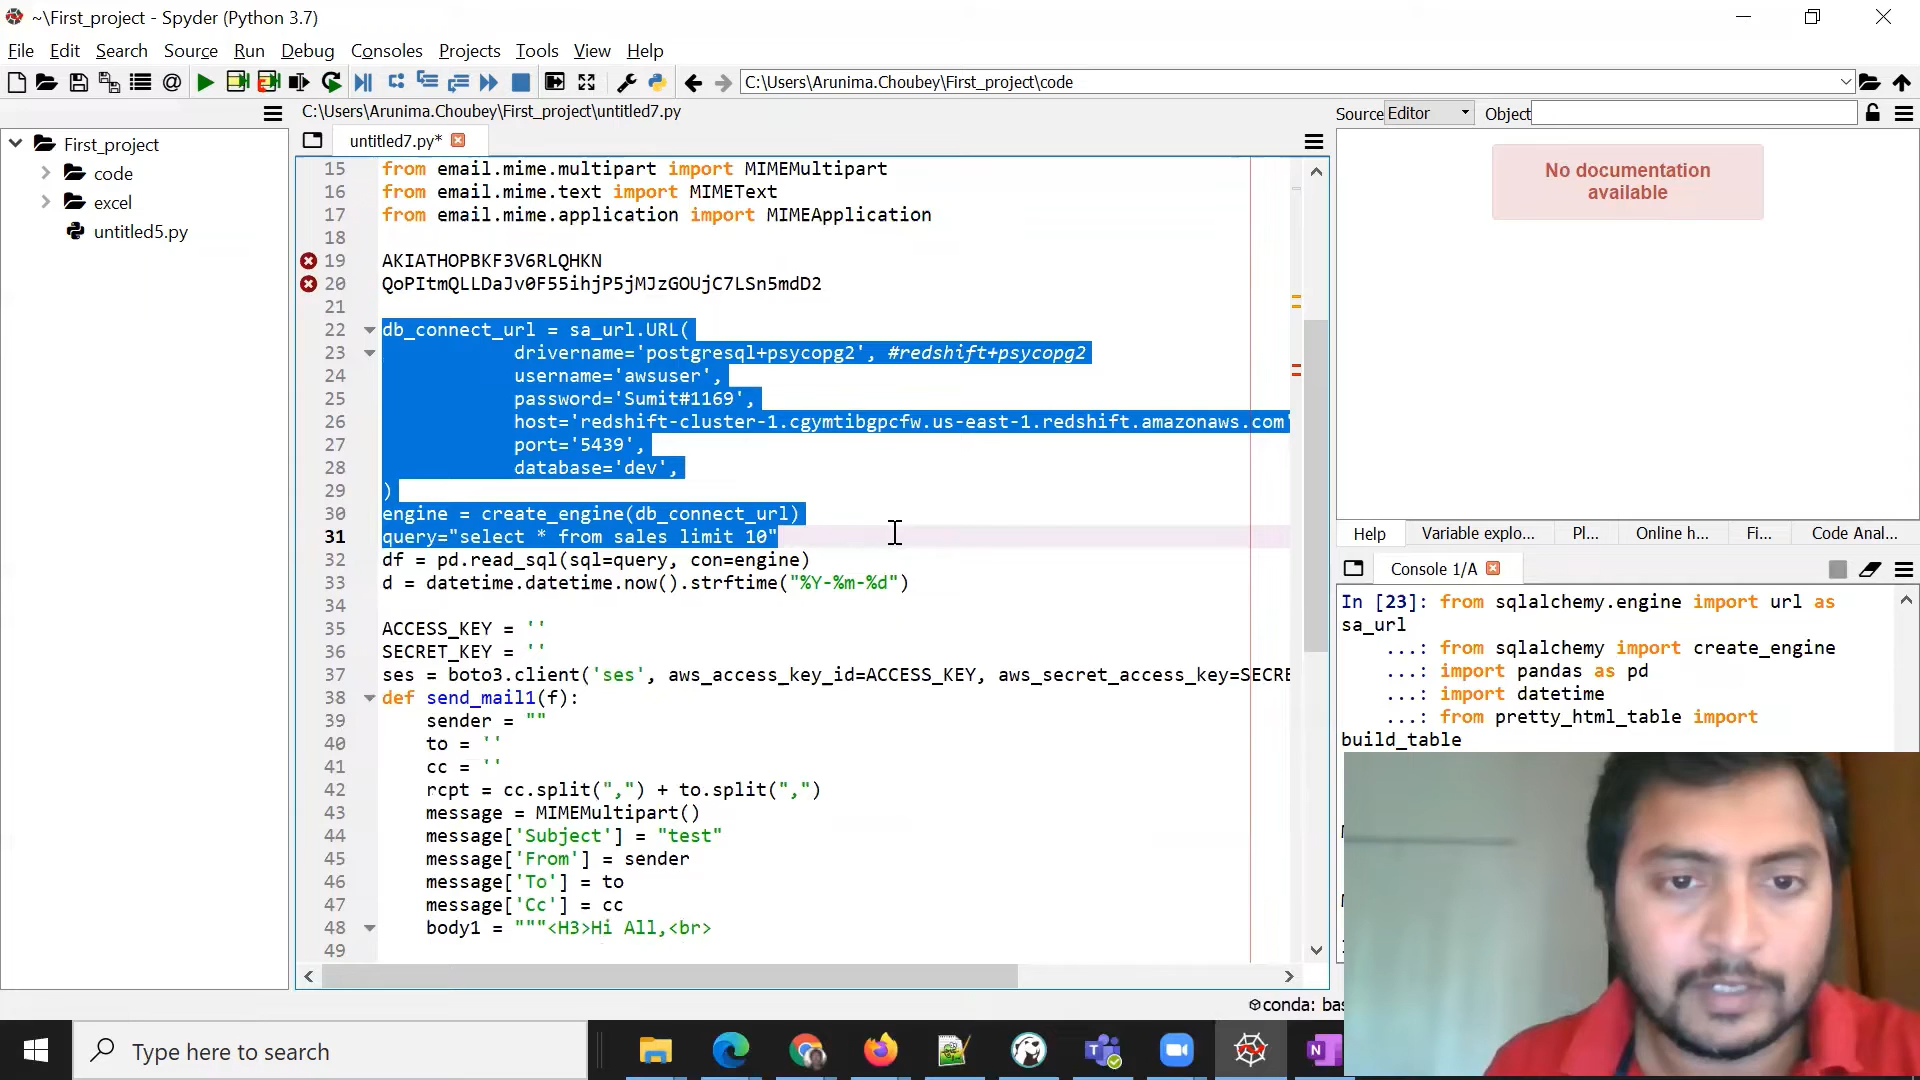 ~\First_project - Spyder (Python 3.7)
File Edit Search Source Run Debug Consoles Projects Tools View Help
C:\Users\Arunima.Choubey\First_project\code
C:\Users\Arunima.Choubey\First_project\untitled7.py
Source Editor Object
First_project
code
excel
untitled5.py
untitled7.py*
15 from email.mime.multipart import MIMEMultipart
16 from email.mime.text import MIMEText
17 from email.mime.application import MIMEApplication
18
19 AKIATHOPBKF3V6RLQHKN
20 QoPItmQLLDaJv0F55ihjP5jMJzGOUjC7LSn5mdD2
21
22 db_connect_url = sa_url.URL(
23 drivername='postgresql+psycopg2', #redshift+psycopg2
24 username='awsuser',
25 password='Sumit#1169',
26 host='redshift-cluster-1.cgymtibgpcfw.us-east-1.redshift.amazonaws.com'
27 port='5439',
28 database='dev',
29 )
30 engine = create_engine(db_connect_url)
31 query="select * from sales limit 10"
32 df = pd.read_sql(sql=query, con=engine)
33 d = datetime.datetime.now().strftime("%Y-%m-%d")
34
35 ACCESS_KEY = ''
36 SECRET_KEY = ''
37 ses = boto3.client('ses', aws_access_key_id=ACCESS_KEY, aws_secret_access_key=SECRE
38 def send_mail1(f):
39 sender = ""
40 to = ''
41 cc = ''
42 rcpt = cc.split(",") + to.split(",")
43 message = MIMEMultipart()
44 message['Subject'] = "test"
45 message['From'] = sender
46 message['To'] = to
47 message['Cc'] = cc
48 body1 = """<H3>Hi All,<br>
49
No documentation
available
Help Variable explo... Pl... Online h... Fi... Code Anal...
Console 1/A
In [23]: from sqlalchemy.engine import url as
sa_url
...: from sqlalchemy import create_engine
...: import pandas as pd
...: import datetime
...: from pretty_html_table import
build_table
conda: bas
Type here to search